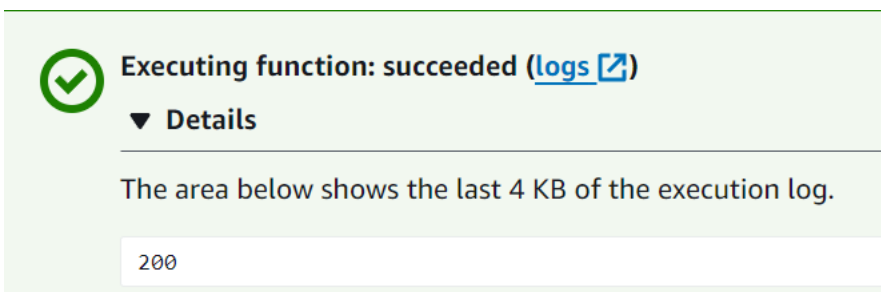 Executing function: succeeded (logs)
Details
The area below shows the last 4 KB of the execution log.
200